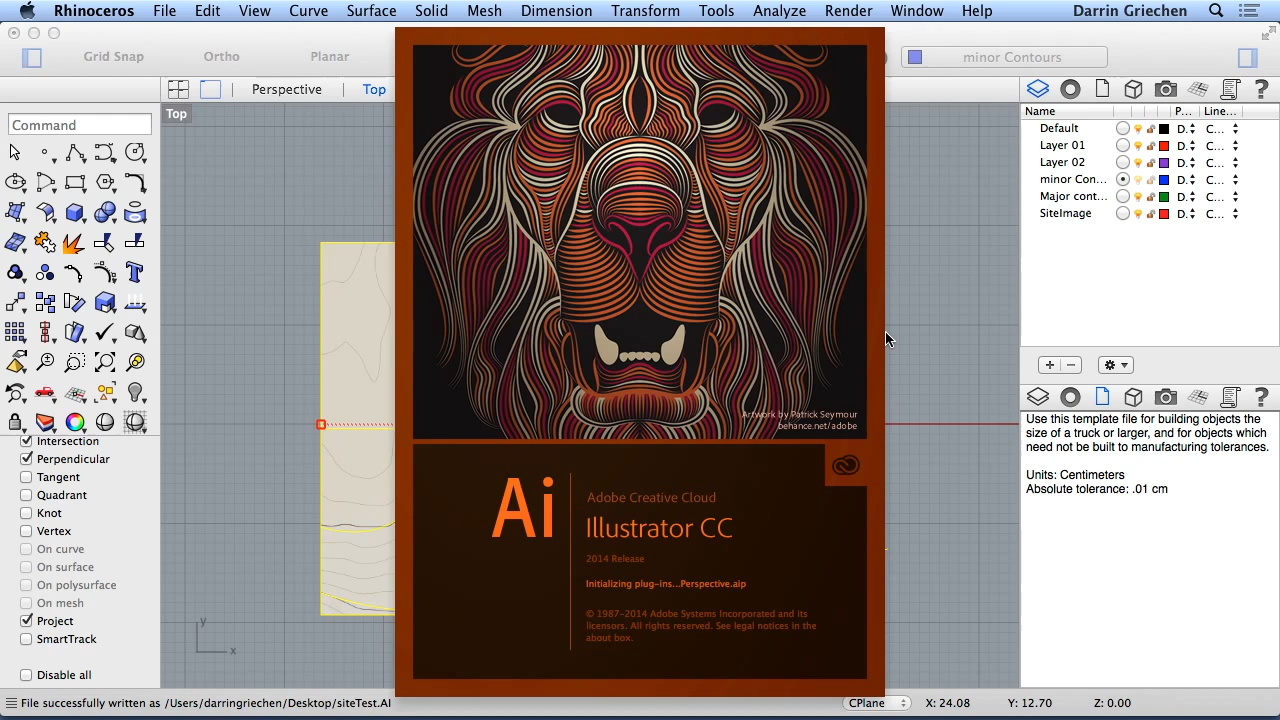 Rhinoceros File Edit View Curve Surface Solid Mesh Dimension Transform Tools Analyze Render Window Help Darrin Griechen
Grid Snap Ortho Planar minor Contours
Perspective Top
Top
Command
Intersection
Perpendicular
Tangent
Quadrant
Knot
Vertex
On curve
On surface
On polysurface
On mesh
Project
SmartTrack
Disable all
y
x
Artwork by Patrick Seymour
behance.net/adobe
Ai
Adobe Creative Cloud
Illustrator CC
2014 Release
Initializing plug-ins...Perspective.aip
© 1987-2014 Adobe Systems Incorporated and its
licensors. All rights reserved. See legal notices in the
about box.
Name P... Line...
Default D. C...
Layer 01 D. C...
Layer 02 D. C...
minor Con... D. C...
Major cont... D. C...
SiteImage D. C...
Use this template file for building objects the
size of a truck or larger, and for objects which
need not be built to manufacturing tolerances.
Units: Centimeters
Absolute tolerance: .01 cm
File successfully written as /Users/darringriechen/Desktop/siteTest.AI CPlane X: 24.08 Y: 12.70 Z: 0.00